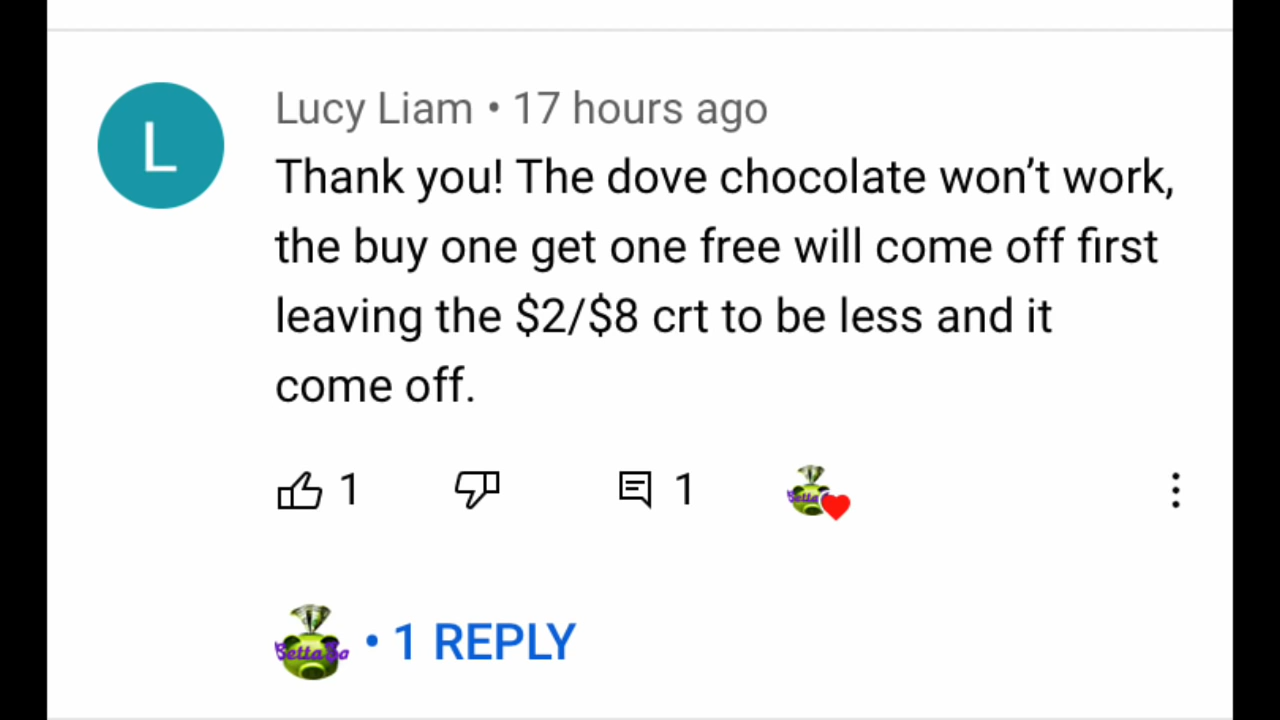 L
Lucy Liam • 17 hours ago
Thank you! The dove chocolate won’t work,
the buy one get one free will come off first
leaving the $2/$8 crt to be less and it
come off.
1 1
• 1 REPLY